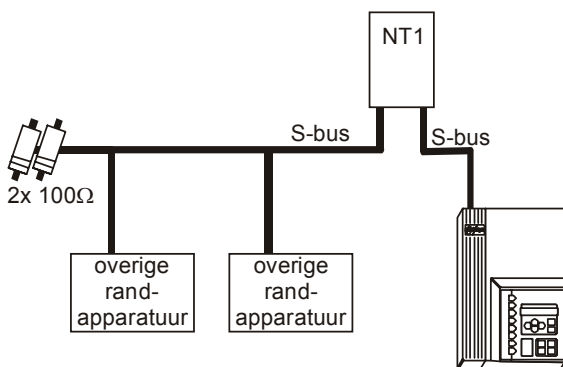 NT1
S-bus
S-bus
2x 100Ω
overige
rand-
apparatuur
overige
rand-
apparatuur